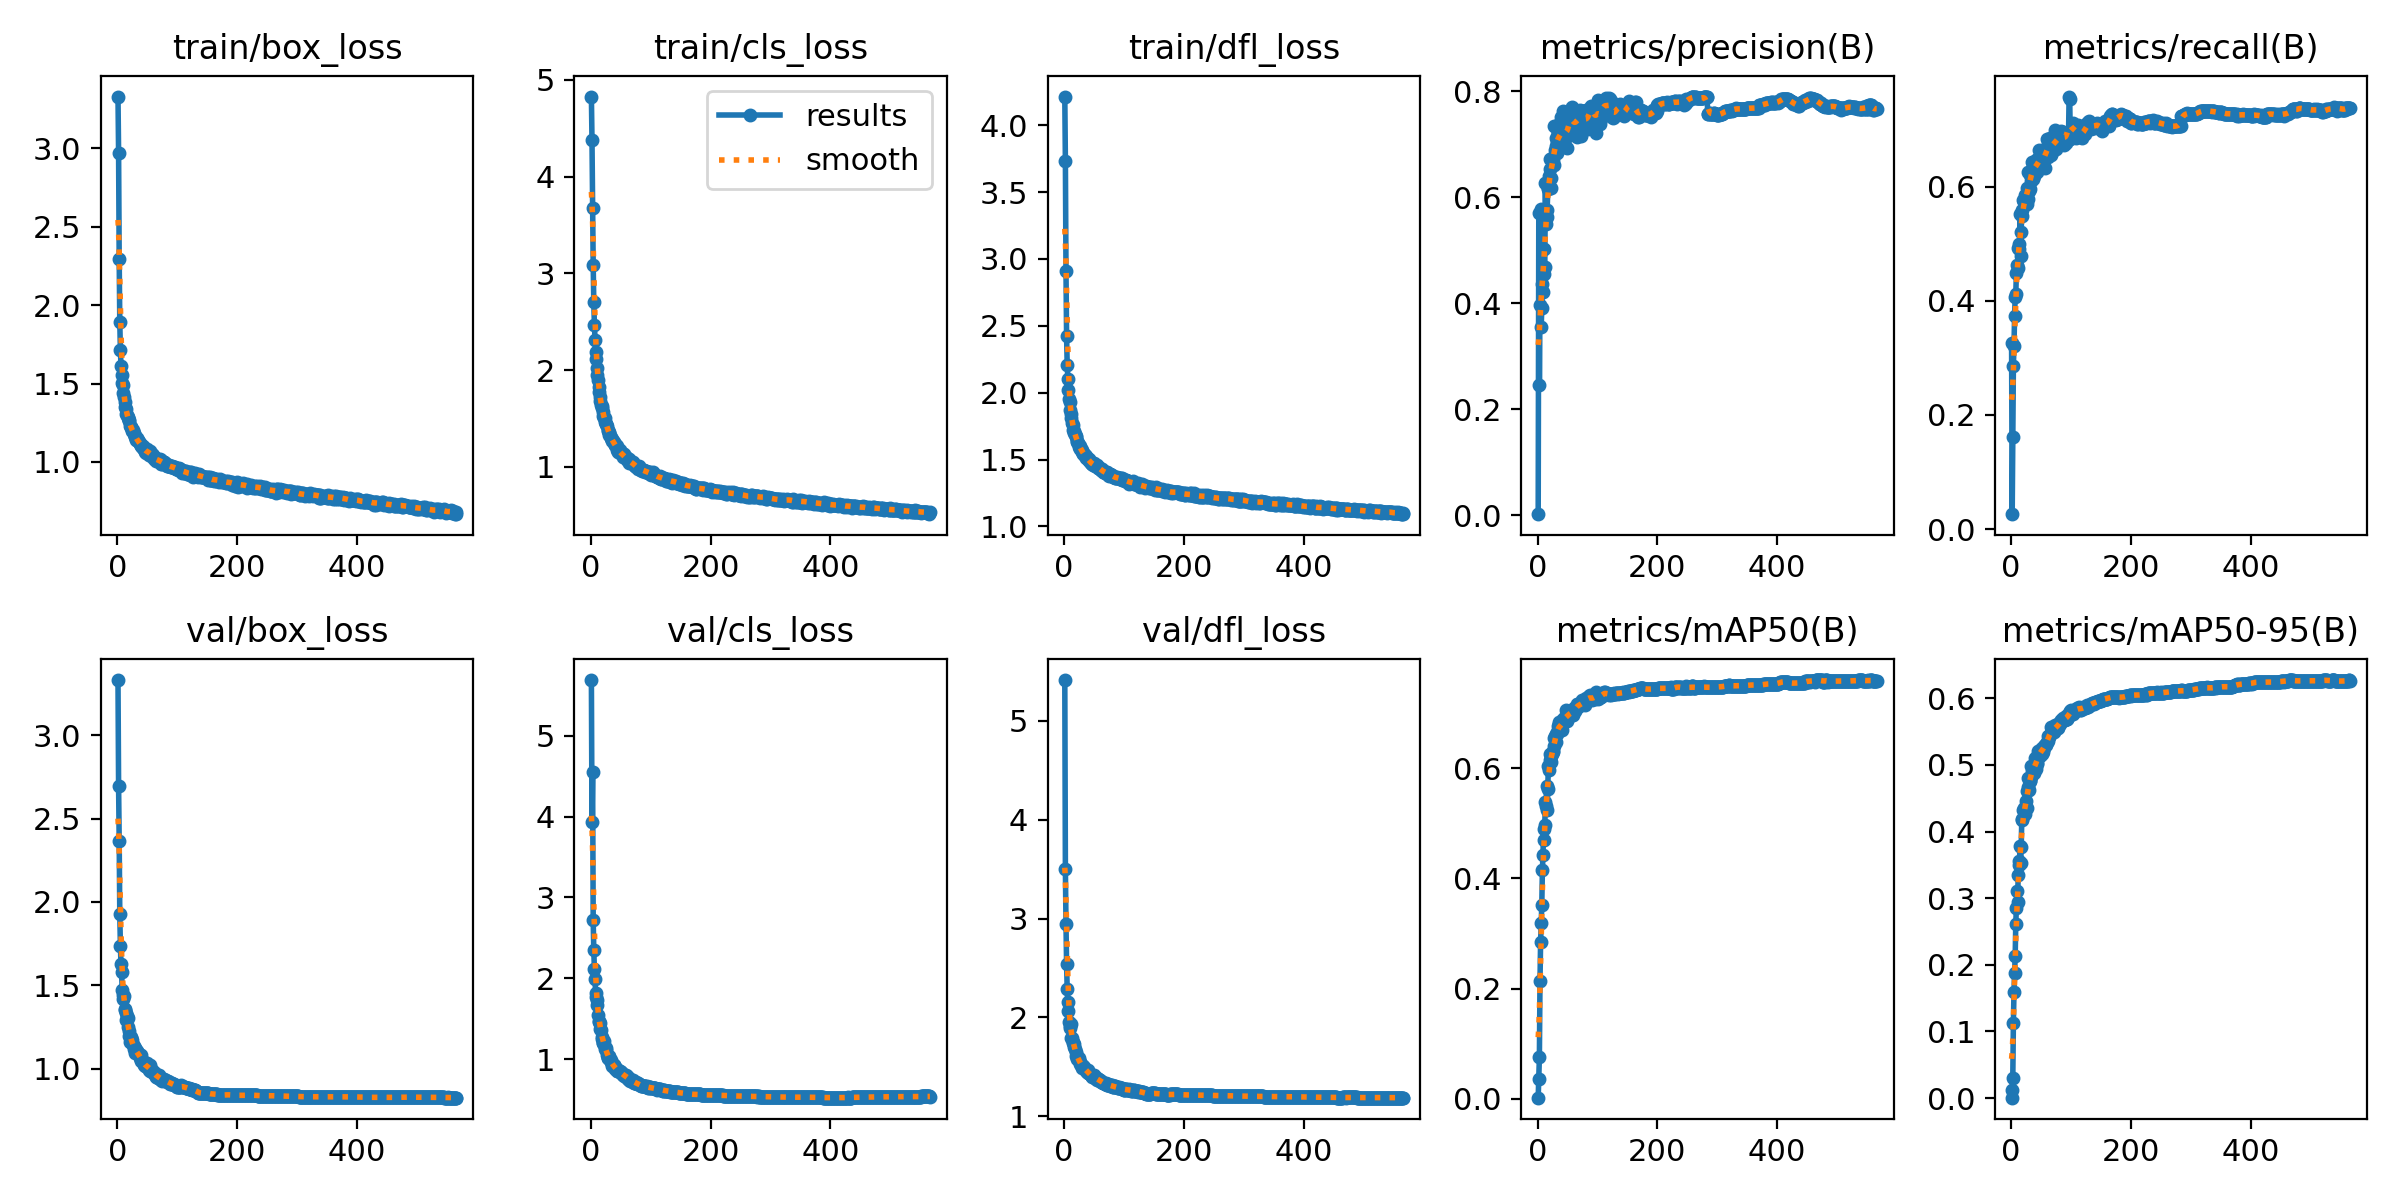 train/box_loss
train/cls_loss
train/dfl_loss
metrics/precision(B)
metrics/recall(B)
3.0
2.5
2.0
1.5
1.0
0 200 400
5
4
3
2
1
0 200 400
results
smooth
4.0
3.5
3.0
2.5
2.0
1.5
1.0
0 200 400
0.8
0.6
0.4
0.2
0.0
0 200 400
0.6
0.4
0.2
0.0
0 200 400
val/box_loss
val/cls_loss
val/dfl_loss
metrics/mAP50(B)
metrics/mAP50-95(B)
3.0
2.5
2.0
1.5
1.0
0 200 400
5
4
3
2
1
0 200 400
5
4
3
2
1
0 200 400
0.6
0.4
0.2
0.0
0 200 400
0.6
0.5
0.4
0.3
0.2
0.1
0.0
0 200 400